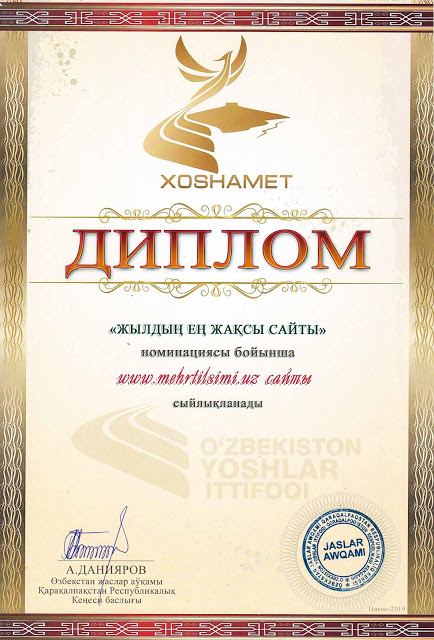 XOSHAMET
ДИПЛОМ
«ЖЫЛДЫҢ ЕҢ ЖАҚСЫ САЙТЫ»
номинациясы бойынша
www.mehrtilsimi.uz сайты
сыйлықланады
O'ZBEKISTON
YOSHLAR
ITTIFOQI
А.ДАНИЯРОВ
Өзбекстан жаслар аўқамы
Қарақалпақстан Республикалық
Кеңеси баслығы
JASLAR
AWQAMI
Нөкис-2019